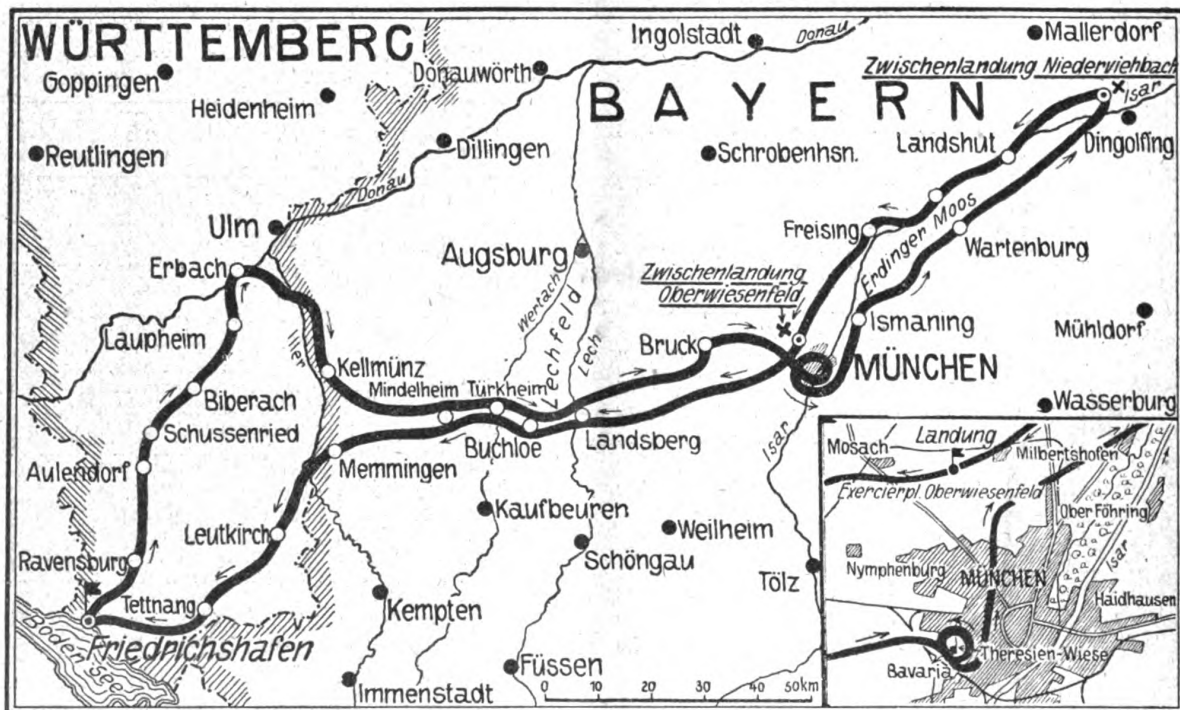 WÜRTTEMBERG
Goppingen
Heidenheim
Reutlingen
Donauwörth
Dillingen
Donau
Ingolstadt
Donau
Mallerdorf
Zwischenlandung Niederviehbach
BAYERN
Isar
Dingolfing
Landshut
Schrobenhsn.
Ulm
Erbach
Augsburg
Freising
Erdinger Moos
Wartenburg
Zwischenlandung
Oberwiesenfeld
Wertach
Lechfeld
Lech
Laupheim
Iller
Kellmünz
Bruck
Ismaning
Mühldorf
MÜNCHEN
Mindelheim
Türkheim
Biberach
Schussenried
Buchloe
Landsberg
Wasserburg
Aulendorf
Memmingen
Isar
Kaufbeuren
Weilheim
Leutkirch
Schöngau
Ravensburg
Tölz
Tettnang
Kempten
Friedrichshafen
Boden See
Füssen
Immenstadt
0 10 20 30 40 50km
Landung
Mosach
Milbertshofen
Exercierpl. Oberwiesenfeld
Ober Föhring
Isar
Nymphenburg
MÜNCHEN
Haidhausen
Theresien-Wiese
Bavaria